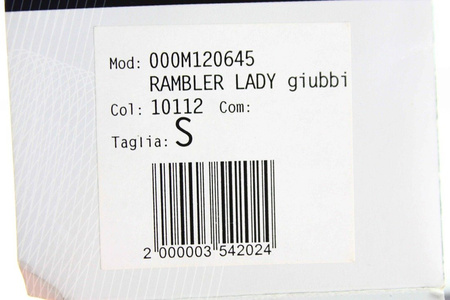 Mod: 000M120645
RAMBLER LADY giubbi
Col: 10112 Com:
Taglia: S
2 000003 542024